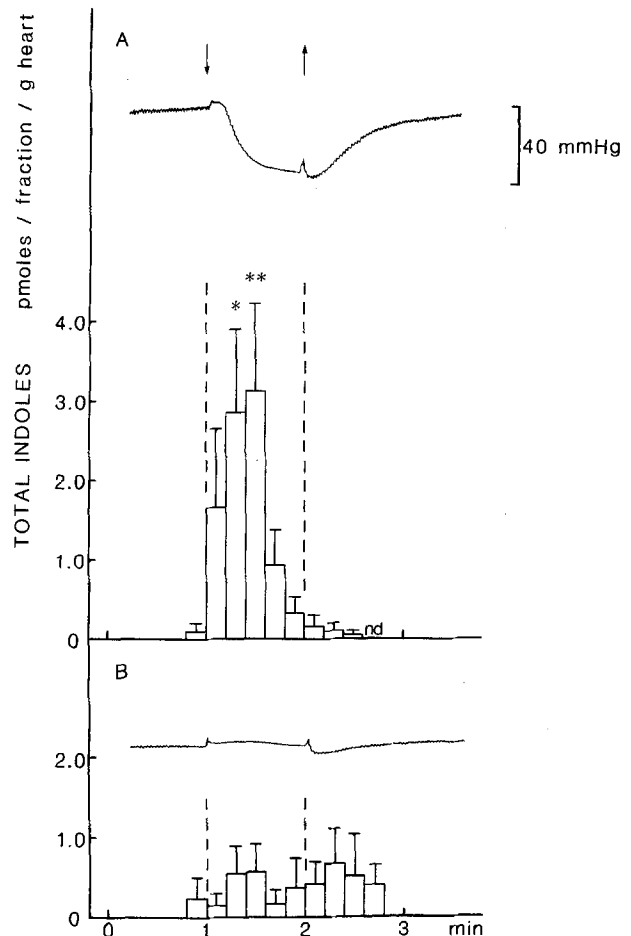 A
40 mmHg
TOTAL INDOLES pmoles / fraction / g heart
**
*
4.0
3.0
2.0
1.0
0
nd
B
2.0
1.0
0
0 1 2 3 min